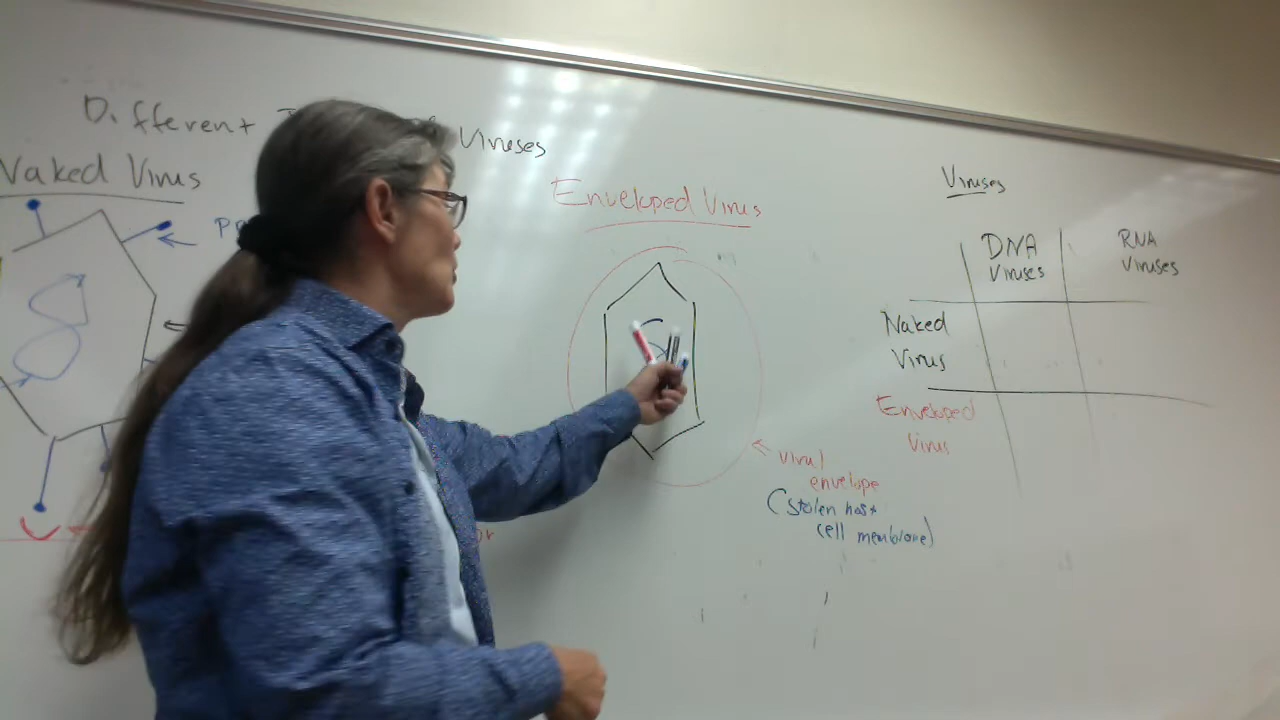 Different Viruses
Naked Virus
Enveloped Virus
viral
envelope
(stolen host
cell membrane)
Viruses
DNA
Viruses
RNA
Viruses
Naked
Virus
Enveloped
Virus